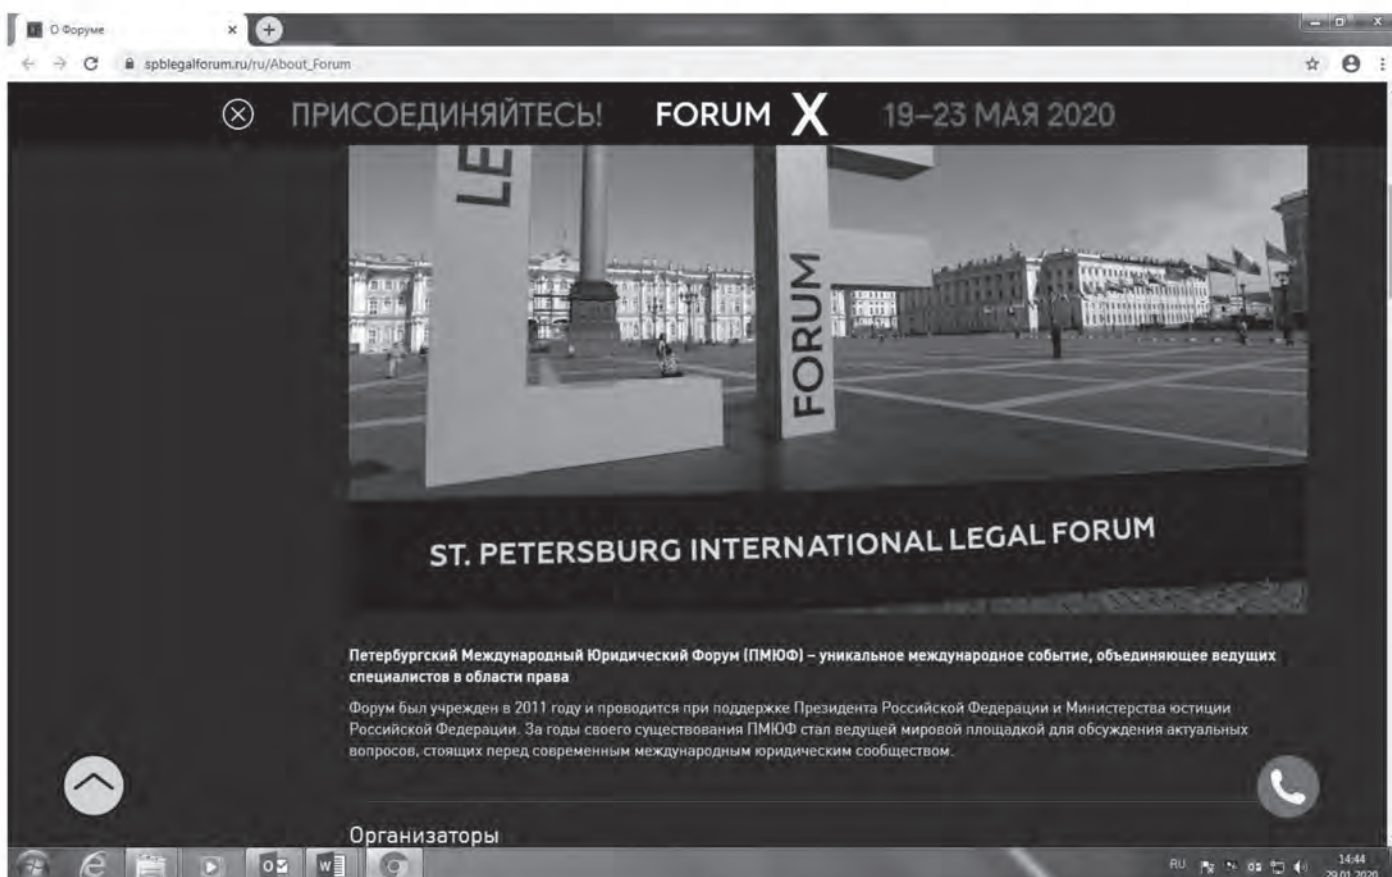 О Форуме
spblegalforum.ru/ru/About_Forum
ПРИСОЕДИНЯЙТЕСЬ! FORUM X 19–23 МАЯ 2020
LE
FORUM
ST. PETERSBURG INTERNATIONAL LEGAL FORUM
Петербургский Международный Юридический Форум (ПМЮФ) – уникальное международное событие, объединяющее ведущих
специалистов в области права
Форум был учрежден в 2011 году и проводится при поддержке Президента Российской Федерации и Министерства юстиции
Российской Федерации. За годы своего существования ПМЮФ стал ведущей мировой площадкой для обсуждения актуальных
вопросов, стоящих перед современным международным юридическим сообществом.
Организаторы
RU 14:44
29.01.2020